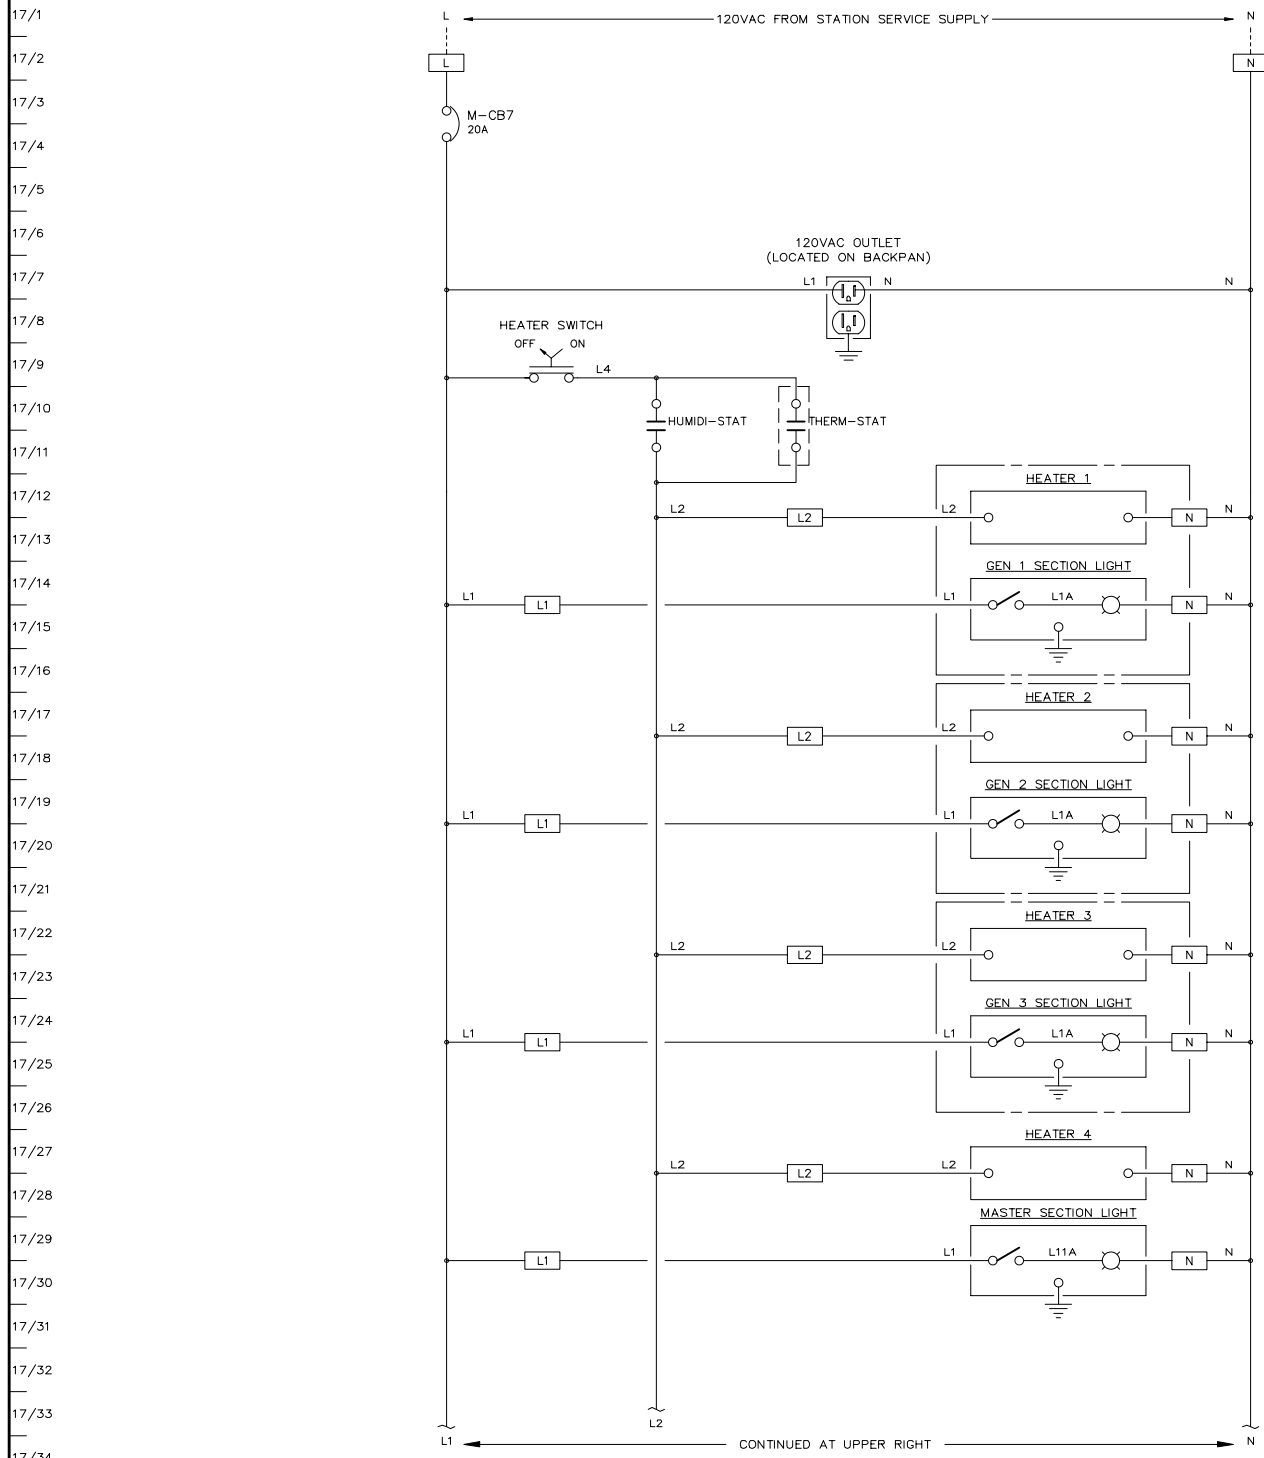 17/1
L 120VAC FROM STATION SERVICE SUPPLY N
17/2
L N
17/3
M-CB7
20A
17/4
17/5
17/6
120VAC OUTLET
(LOCATED ON BACKPAN)
17/7
L1 N N
17/8
HEATER SWITCH
OFF ON
17/9
L4
17/10
HUMIDI-STAT THERM-STAT
17/11
HEATER 1
17/12
L2 L2 L2 N N
17/13
GEN 1 SECTION LIGHT
17/14
L1 L1 L1 L1A N N
17/15
17/16
HEATER 2
17/17
L2 L2 L2 N N
17/18
GEN 2 SECTION LIGHT
17/19
L1 L1 L1 L1A N N
17/20
17/21
HEATER 3
17/22
L2 L2 L2 N N
17/23
GEN 3 SECTION LIGHT
17/24
L1 L1 L1 L1A N N
17/25
17/26
HEATER 4
17/27
L2 L2 L2 N N
17/28
MASTER SECTION LIGHT
17/29
L1 L1 L11A N N
17/30
17/31
17/32
17/33
L2
L1 CONTINUED AT UPPER RIGHT N
17/34